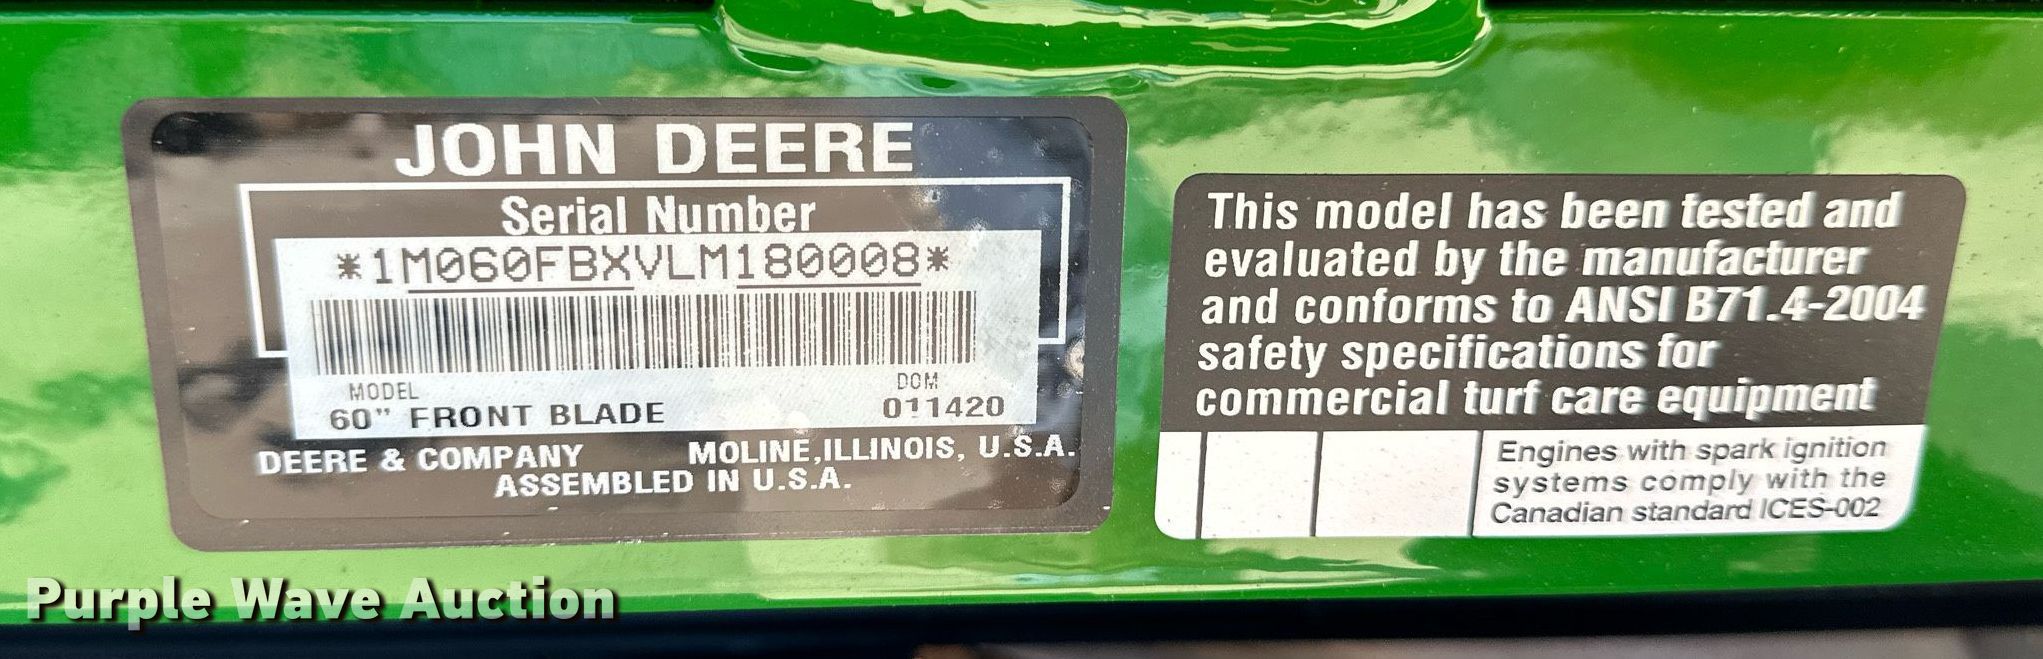 JOHN DEERE
Serial Number
*1M060FBXVLM180008*
MODEL
60" FRONT BLADE
DOM
011420
DEERE & COMPANY MOLINE, ILLINOIS, U.S.A.
ASSEMBLED IN U.S.A.
This model has been tested and
evaluated by the manufacturer
and conforms to ANSI B71.4-2004
safety specifications for
commercial turf care equipment
Engines with spark ignition
systems comply with the
Canadian standard ICES-002
Purple Wave Auction